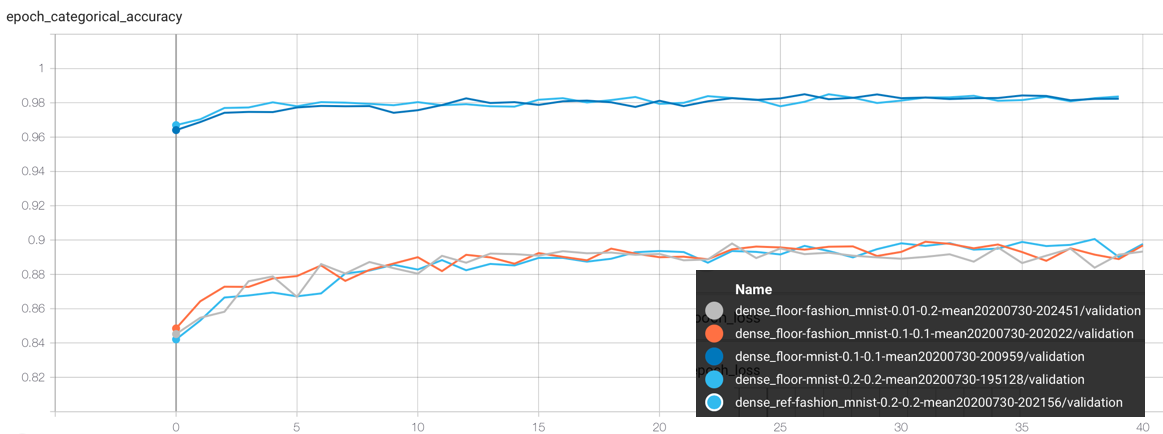 epoch_categorical_accuracy
1
0.98
0.96
0.94
0.92
0.9
0.88
0.86
0.84
0.82
0 5 10 15 20 25 30 35 40
Name
dense_floor-fashion_mnist-0.01-0.2-mean20200730-202451/validation
dense_floor-fashion_mnist-0.1-0.1-mean20200730-202022/validation
dense_floor-mnist-0.1-0.1-mean20200730-200959/validation
dense_floor-mnist-0.2-0.2-mean20200730-195128/validation
dense_ref-fashion_mnist-0.2-0.2-mean20200730-202156/validation
epoch_loss
epoch_loss